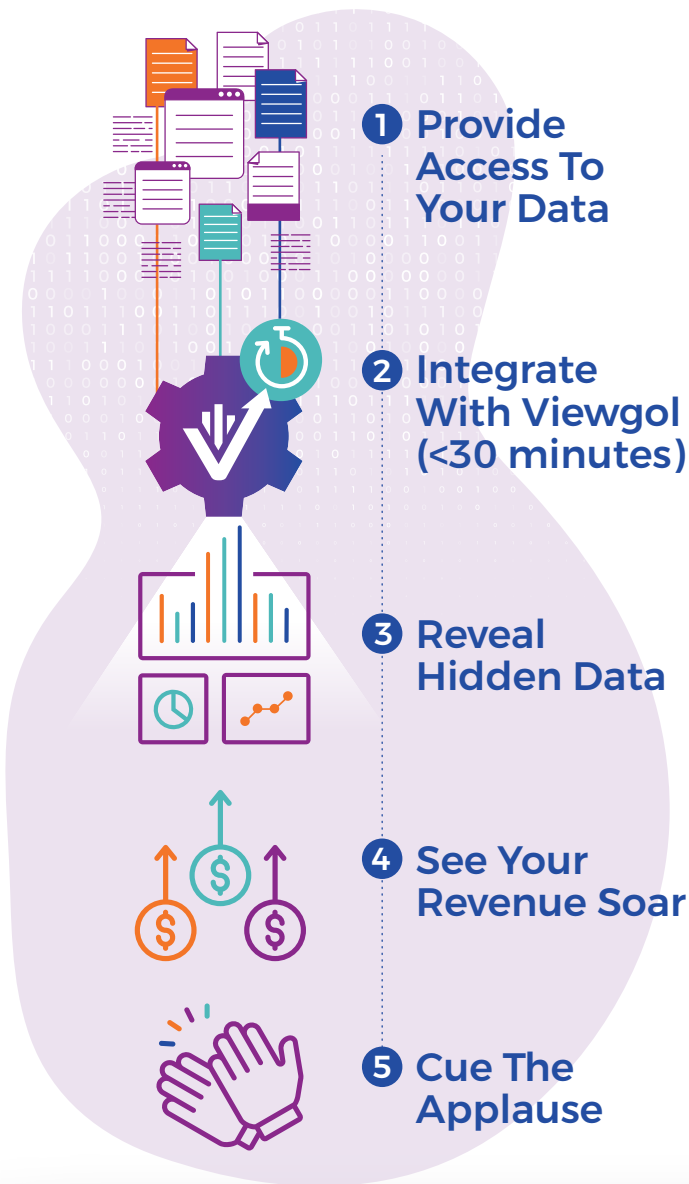 1 Provide
Access To
Your Data
2 Integrate
With Viewgol
(<30 minutes)
3 Reveal
Hidden Data
$
$
$
4 See Your
Revenue Soar
5 Cue The
Applause